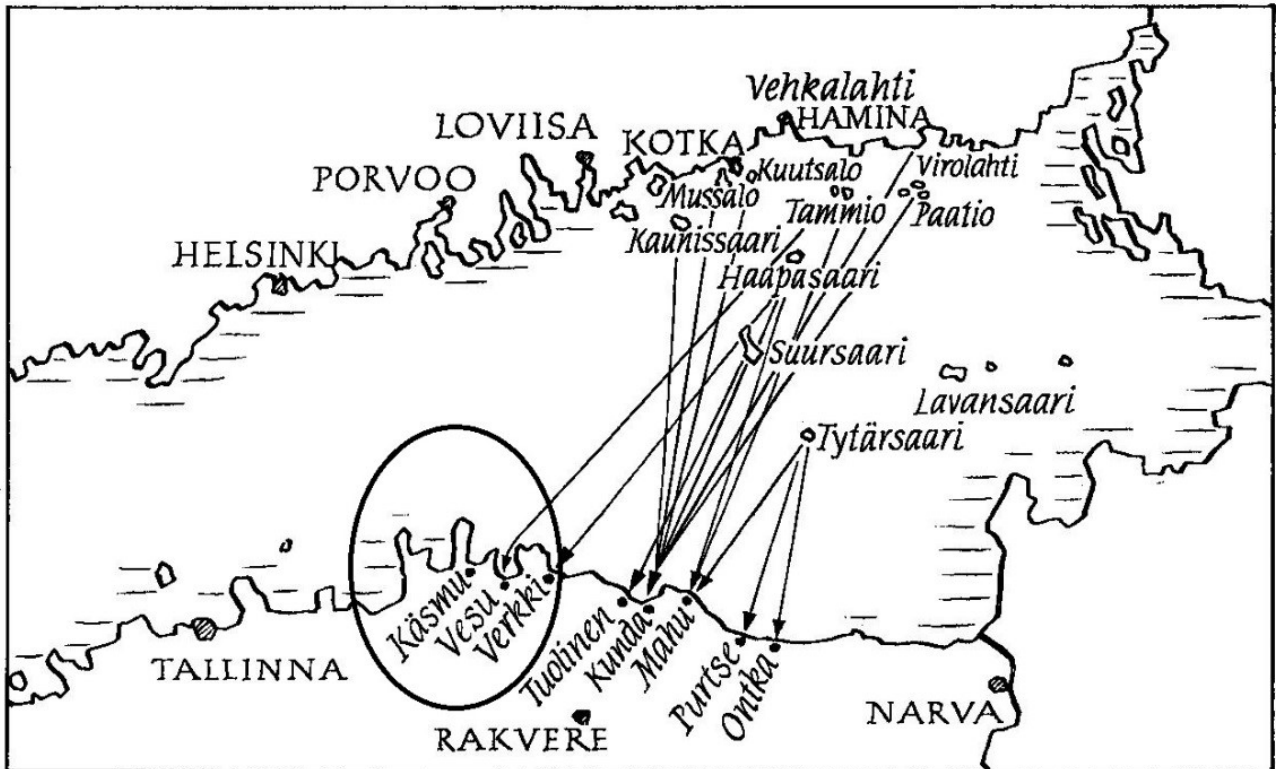 Vehkalahti
HAMINA
LOVIISA
KOTKA
Kuutsalo
Virolahti
PORVOO
Mussalo
Tammio
Paatio
Kaunissaari
HELSINKI
Haapasaari
Suursaari
Lavansaari
Tytärsaari
Käsmu
Vesu
Verkki
Tuolinen
Kunda
Mahu
Purtse
Ontka
TALLINNA
RAKVERE
NARVA